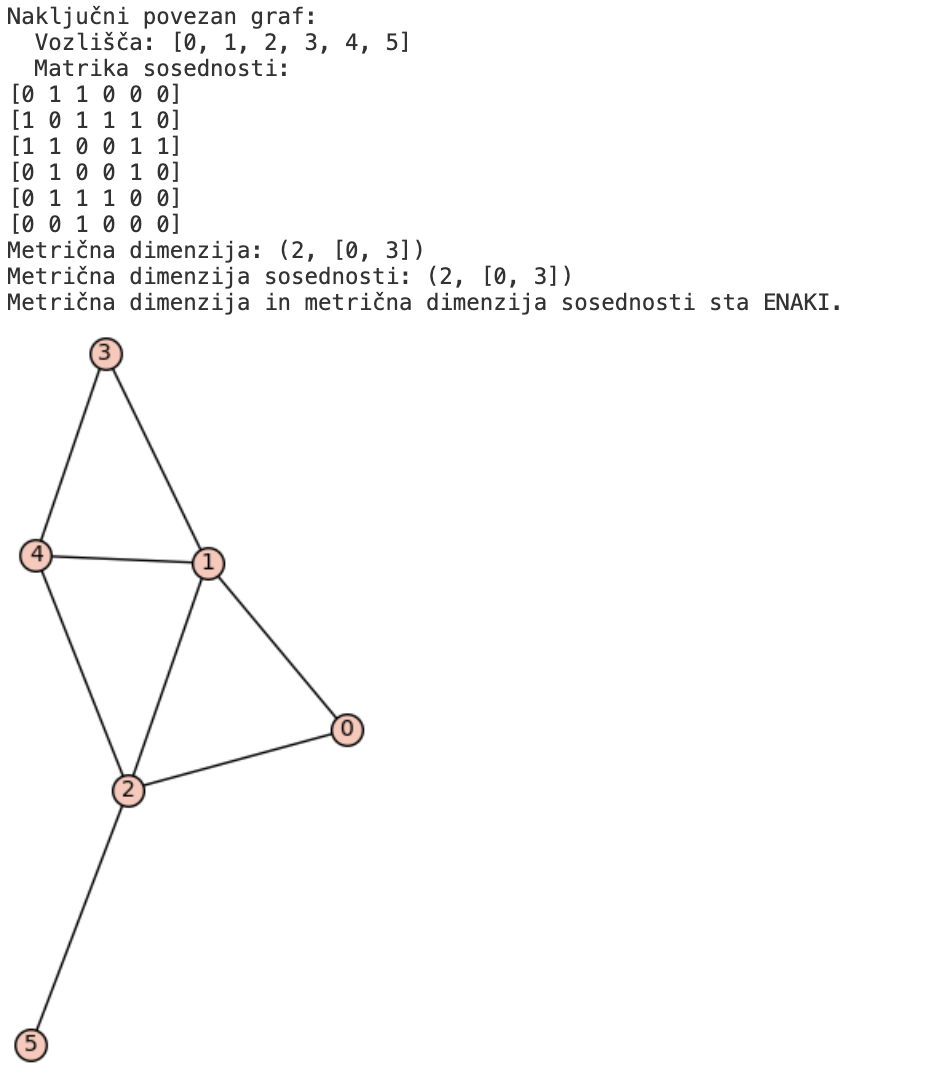 Naključni povezan graf:
Vozlišča: [0, 1, 2, 3, 4, 5]
Matrika sosednosti:
[0 1 1 0 0 0]
[1 0 1 1 1 0]
[1 1 0 0 1 1]
[0 1 0 0 1 0]
[0 1 1 1 0 0]
[0 0 1 0 0 0]
Metrična dimenzija: (2, [0, 3])
Metrična dimenzija sosednosti: (2, [0, 3])
Metrična dimenzija in metrična dimenzija sosednosti sta ENAKI.
3
4
1
0
2
5